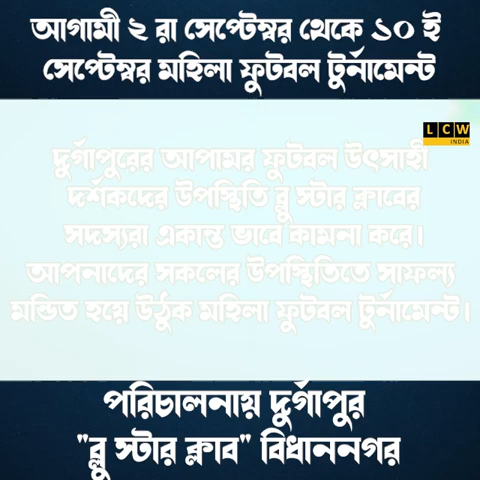 আগামী ২ রা সেপ্টেম্বর থেকে ১০ ই
সেপ্টেম্বর মহিলা ফুটবল টুর্নামেন্ট
LCW
INDIA
দুর্গাপুরের আপামর ফুটবল উৎসাহী
দর্শকদের উপস্থিতি ব্লু স্টার ক্লাবের
সদস্যরা একান্ত ভাবে কামনা করে।
আপনাদের সকলের উপস্থিতিতে সাফল্য
মন্ডিত হয়ে উঠুক মহিলা ফুটবল টুর্নামেন্ট।
পরিচালনায় দুর্গাপুর
"ব্লু স্টার ক্লাব" বিধাননগর